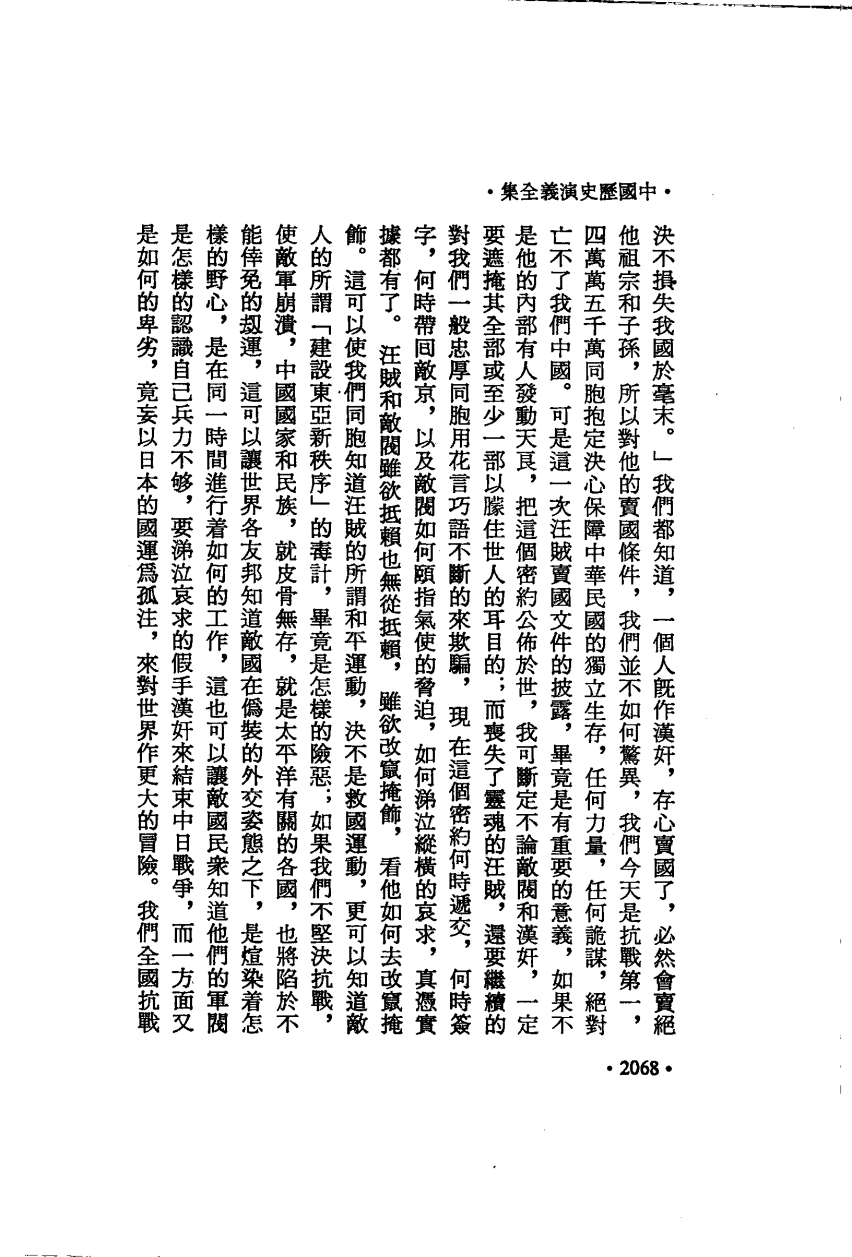 •中國歷史演義全集•
決不損失我國於毫末。」我們都知道，一個人旣作漢奸，存心賣國了，必然會賣絕
他祖宗和子孫，所以對他的賣國條件，我們並不如何驚異，我們今天是抗戰第一，
四萬萬五千萬同胞抱定決心保障中華民國的獨立生存，任何力量，任何詭謀，絕對
亡不了我們中國。可是這一次汪賊賣國文件的披露，畢竟是有重要的意義，如果不
是他的內部有人發動天良，把這個密約公佈於世，我可斷定不論敵閥和漢奸，一定
要遮掩其全部或至少一部以朦住世人的耳目的；而喪失了靈魂的汪賊，還要繼續的
對我們一般忠厚同胞用花言巧語不斷的來欺騙，現在這個密約何時遞交，何時簽
字，何時帶回敵京，以及敵閥如何頤指氣使的脅迫，如何涕泣縱橫的哀求，真憑實
據都有了。汪賊和敵閥雖欲抵賴也無從抵賴，雖欲改竄掩飾，看他如何去改竄掩
飾。這可以使我們同胞知道汪賊的所謂和平運動，決不是救國運動，更可以知道敵
人的所謂「建設東亞新秩序」的毒計，畢竟是怎樣的險惡；如果我們不堅決抗戰，
使敵軍崩潰，中國國家和民族，就皮骨無存，就是太平洋有關的各國，也將陷於不
能倖免的刼運，這可以讓世界各友邦知道敵國在僞裝的外交姿態之下，是煊染着怎
樣的野心，是在同一時間進行着如何的工作，這也可以讓敵國民衆知道他們的軍閥
是怎樣的認識自己兵力不够，要涕泣哀求的假手漢奸來結束中日戰爭，而一方面又
是如何的卑劣，竟妄以日本的國運爲孤注，來對世界作更大的冒險。我們全國抗戰
•2068•